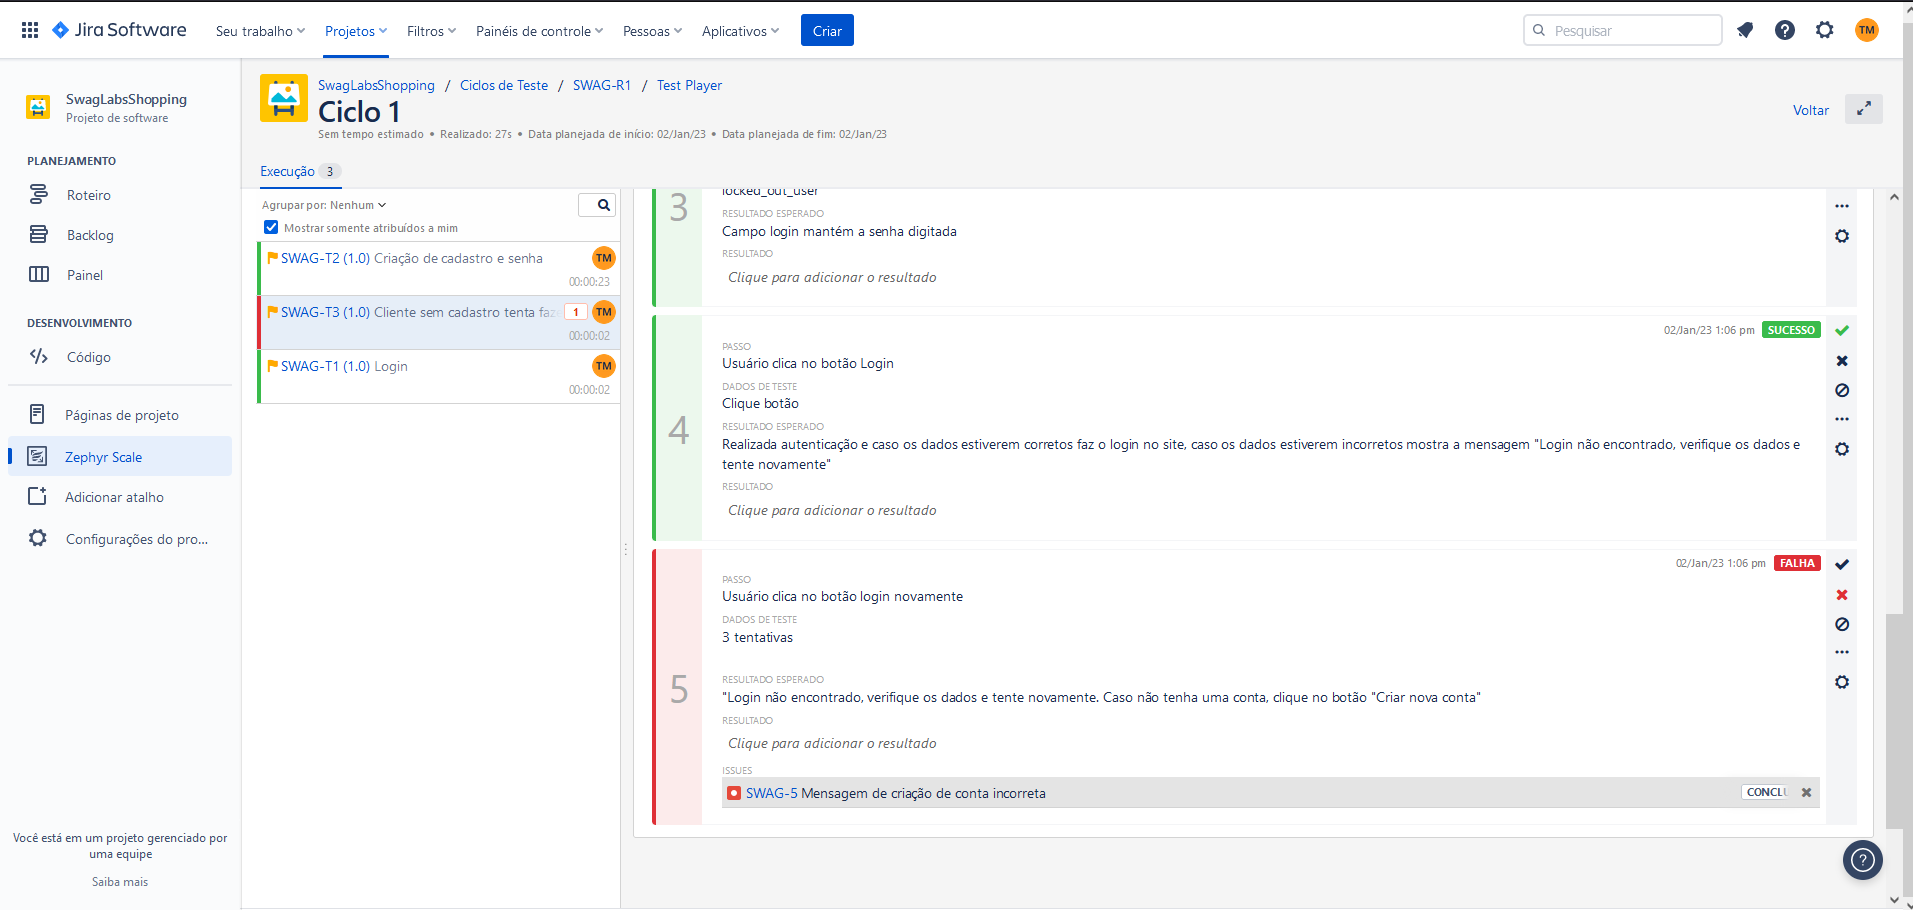 Jira Software
Seu trabalho
Projetos
Filtros
Painéis de controle
Pessoas
Aplicativos
Criar
Pesquisar
TM
SwagLabsShopping
Projeto de software
PLANEJAMENTO
Roteiro
Backlog
Painel
DESENVOLVIMENTO
Código
Páginas de projeto
Zephyr Scale
Adicionar atalho
Configurações do pro...
Você está em um projeto gerenciado por
uma equipe
Saiba mais
SwagLabsShopping / Ciclos de Teste / SWAG-R1 / Test Player
Ciclo 1
Sem tempo estimado • Realizado: 27s • Data planejada de início: 02/Jan/23 • Data planejada de fim: 02/Jan/23
Voltar
Execução 3
Agrupar por: Nenhum
Mostrar somente atribuídos a mim
SWAG-T2 (1.0) Criação de cadastro e senha
TM
00:00:23
SWAG-T3 (1.0) Cliente sem cadastro tenta faz
1
TM
00:00:02
SWAG-T1 (1.0) Login
TM
00:00:02
3
locked_out_user
RESULTADO ESPERADO
Campo login mantém a senha digitada
RESULTADO
Clique para adicionar o resultado
02/Jan/23 1:06 pm SUCESSO
4
PASSO
Usuário clica no botão Login
DADOS DE TESTE
Clique botão
RESULTADO ESPERADO
Realizada autenticação e caso os dados estiverem corretos faz o login no site, caso os dados estiverem incorretos mostra a mensagem "Login não encontrado, verifique os dados e
tente novamente"
RESULTADO
Clique para adicionar o resultado
02/Jan/23 1:06 pm FALHA
5
PASSO
Usuário clica no botão login novamente
DADOS DE TESTE
3 tentativas
RESULTADO ESPERADO
"Login não encontrado, verifique os dados e tente novamente. Caso não tenha uma conta, clique no botão "Criar nova conta"
RESULTADO
Clique para adicionar o resultado
ISSUES
SWAG-5 Mensagem de criação de conta incorreta
CONCLU